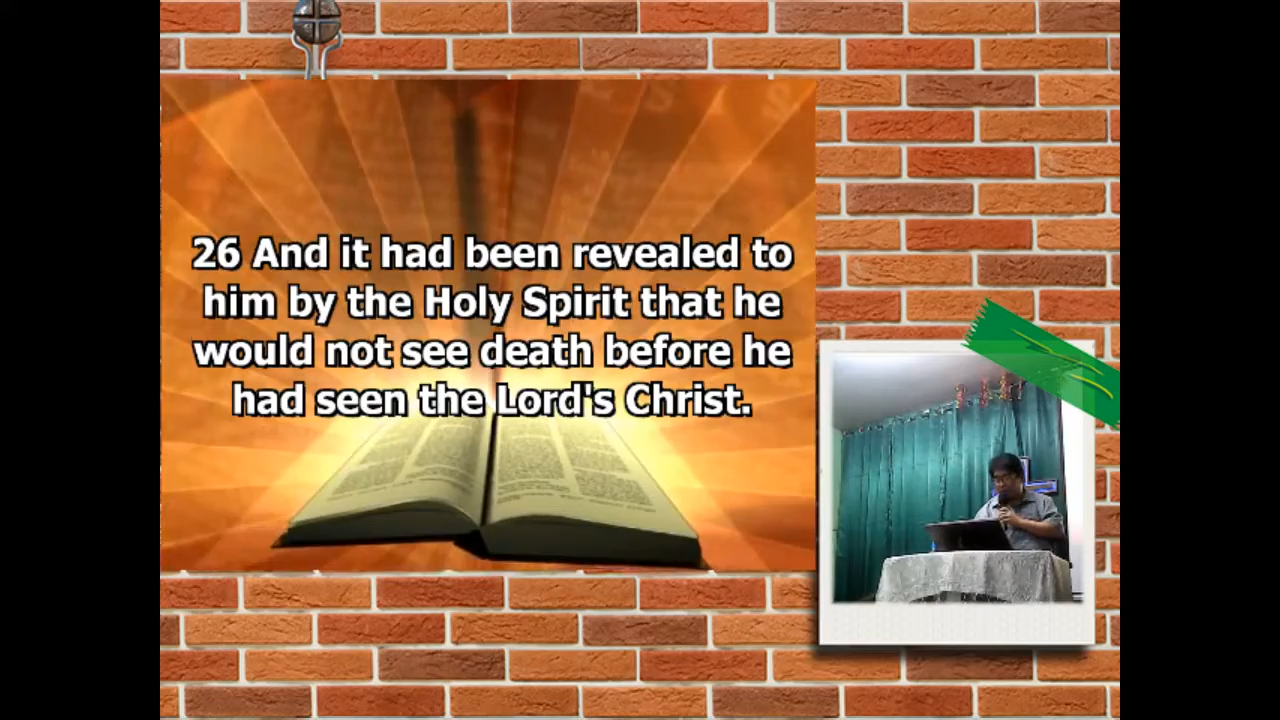 26 And it had been revealed to
him by the Holy Spirit that he
would not see death before he
had seen the Lord's Christ.